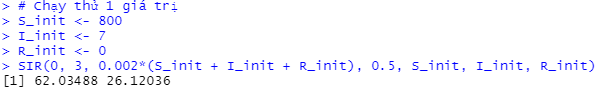 > # Chạy thử 1 giá trị
> S_init <- 800
> I_init <- 7
> R_init <- 0
> SIR(0, 3, 0.002*(S_init + I_init + R_init), 0.5, S_init, I_init, R_init)
[1] 62.03488 26.12036